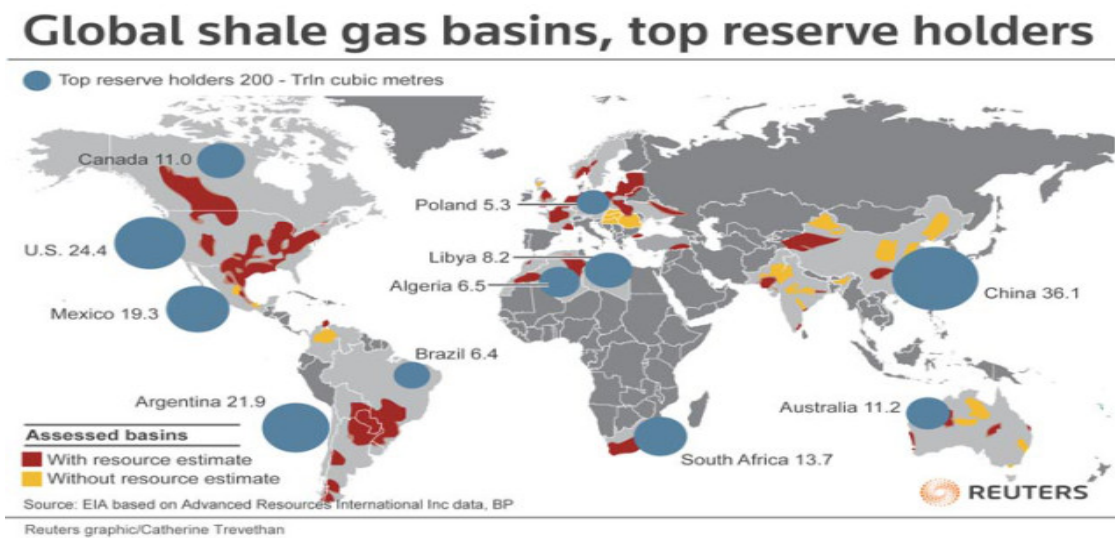 Global shale gas basins, top reserve holders
Top reserve holders 200 - Trln cubic metres
Canada 11.0
Poland 5.3
U.S. 24.4
Libya 8.2
Algeria 6.5
China 36.1
Mexico 19.3
Brazil 6.4
Argentina 21.9
Australia 11.2
South Africa 13.7
Assessed basins
With resource estimate
Without resource estimate
REUTERS
Source: EIA based on Advanced Resources International Inc data, BP
Reuters graphic/Catherine Trevethan